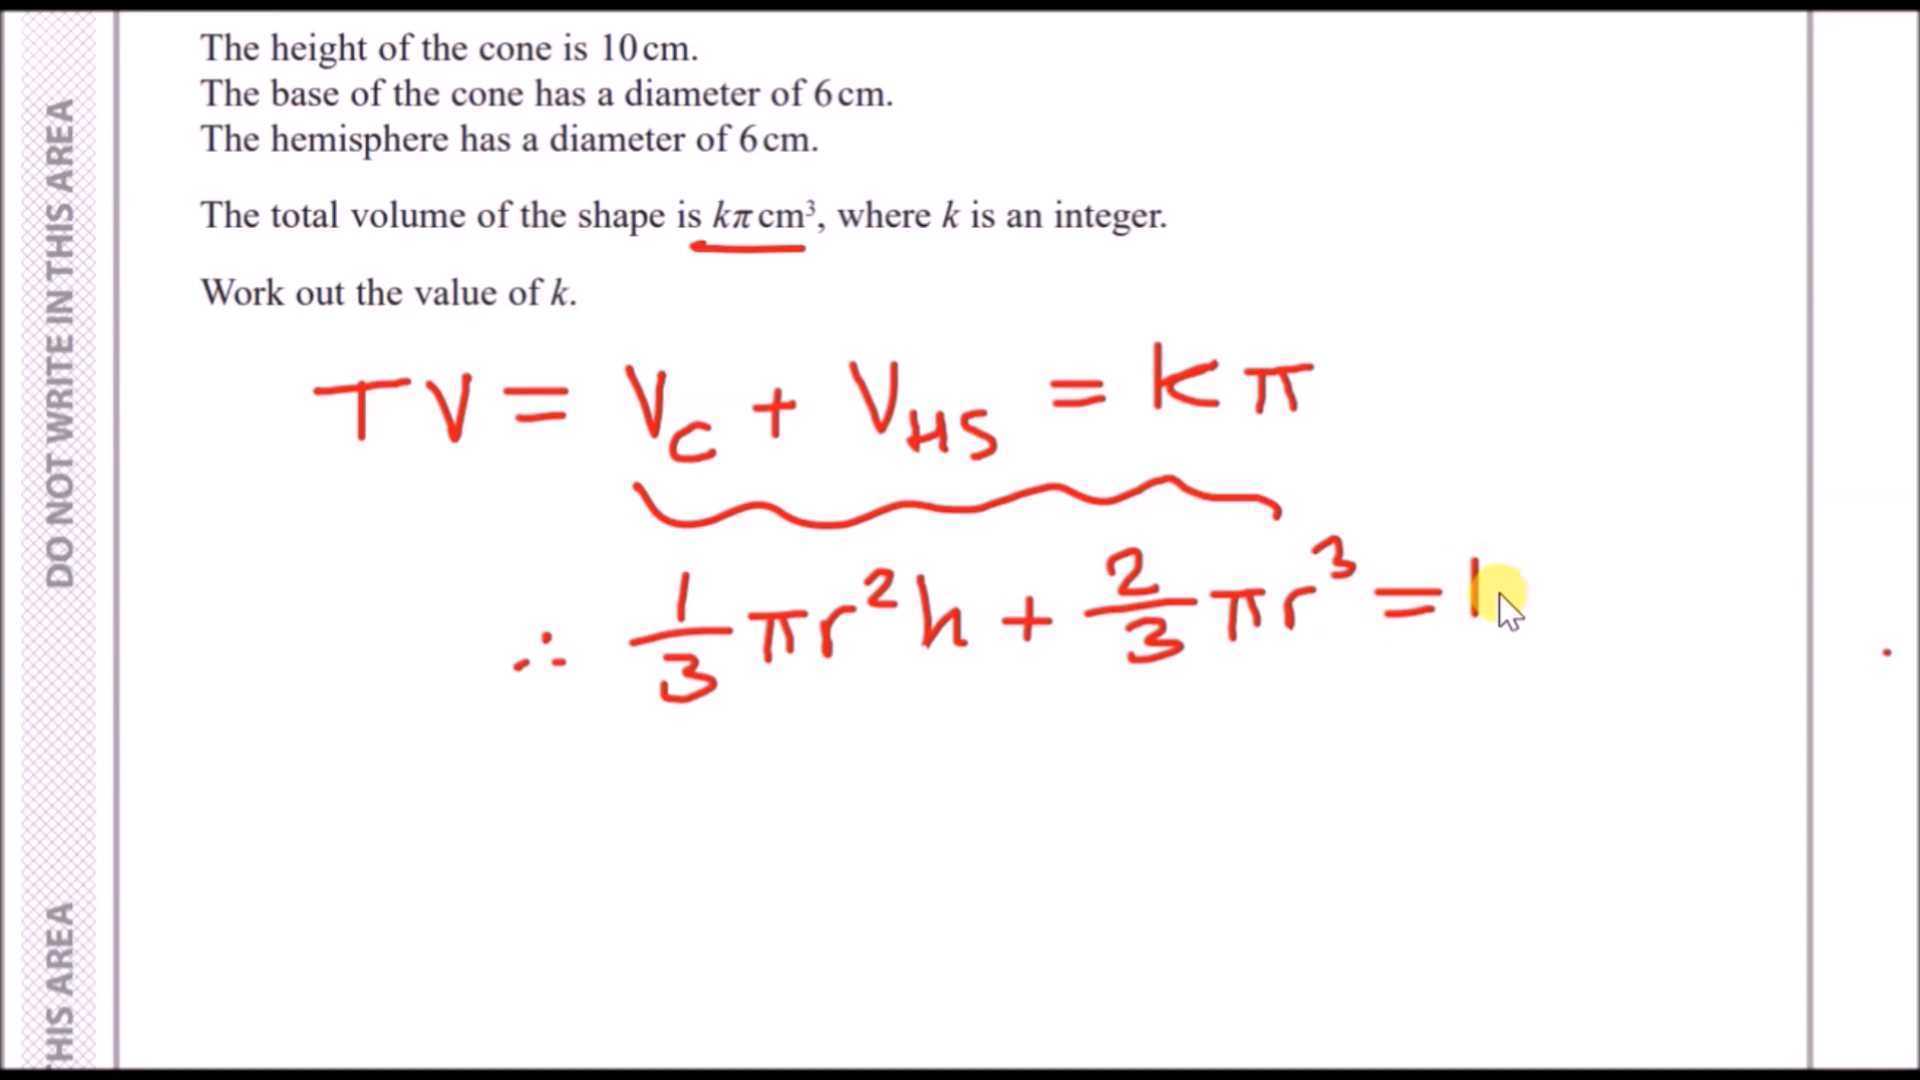 DO NOT WRITE IN THIS AREA
The height of the cone is 10 cm.
The base of the cone has a diameter of 6 cm.
The hemisphere has a diameter of 6 cm.
The total volume of the shape is kπ cm³, where k is an integer.
Work out the value of k.
TV = V_C + V_HS = kπ
∴ 1/3 πr²h + 2/3 πr³ =
THIS AREA